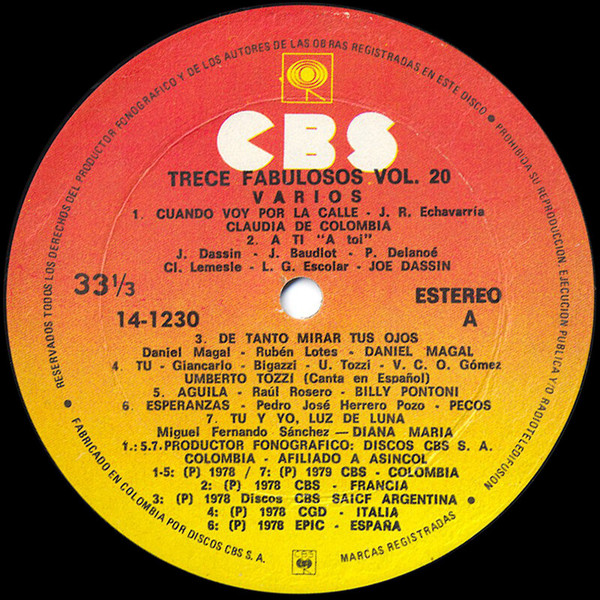 RESERVADOS TODOS LOS DERECHOS DEL PRODUCTOR FONOGRAFICO Y DE LOS AUTORES DE LAS OBRAS REGISTRADAS EN ESTE DISCO • PROHIBIDA SU REPRODUCCION, EJECUCION PUBLICA Y/O RADIOTELEDIFUSION
CBS
TRECE FABULOSOS VOL. 20
VARIOS
1. CUANDO VOY POR LA CALLE - J. R. Echavarría
CLAUDIA DE COLOMBIA
2. A TI "A toi"
J. Dassin - J. Baudlot - P. Delanoé
Cl. Lemesle - L. G. Escolar - JOE DASSIN
33 1/3
ESTEREO
14-1230
A
3. DE TANTO MIRAR TUS OJOS
Daniel Magal - Rubén Lotes - DANIEL MAGAL
4. TU - Giancarlo - Bigazzi - U. Tozzi - V. C. O. Gómez
UMBERTO TOZZI (Canta en Español)
5. AGUILA - Raúl Rosero - BILLY PONTONI
6. ESPERANZAS - Pedro José Herrero Pozo - PECOS
7. TU Y YO, LUZ DE LUNA
Miguel Fernando Sánchez — DIANA MARIA
1.: 5.7. PRODUCTOR FONOGRAFICO: DISCOS CBS S. A.
COLOMBIA - AFILIADO A ASINCOL
1-5: (P) 1978 / 7: (P) 1979 CBS - COLOMBIA
2: (P) 1978 CBS - FRANCIA
3: (P) 1978 Discos CBS SAICF ARGENTINA
4: (P) 1978 CGD - ITALIA
6: (P) 1978 EPIC - ESPAÑA
• FABRICADO EN COLOMBIA POR DISCOS CBS S. A.
CBS
MARCAS REGISTRADAS •